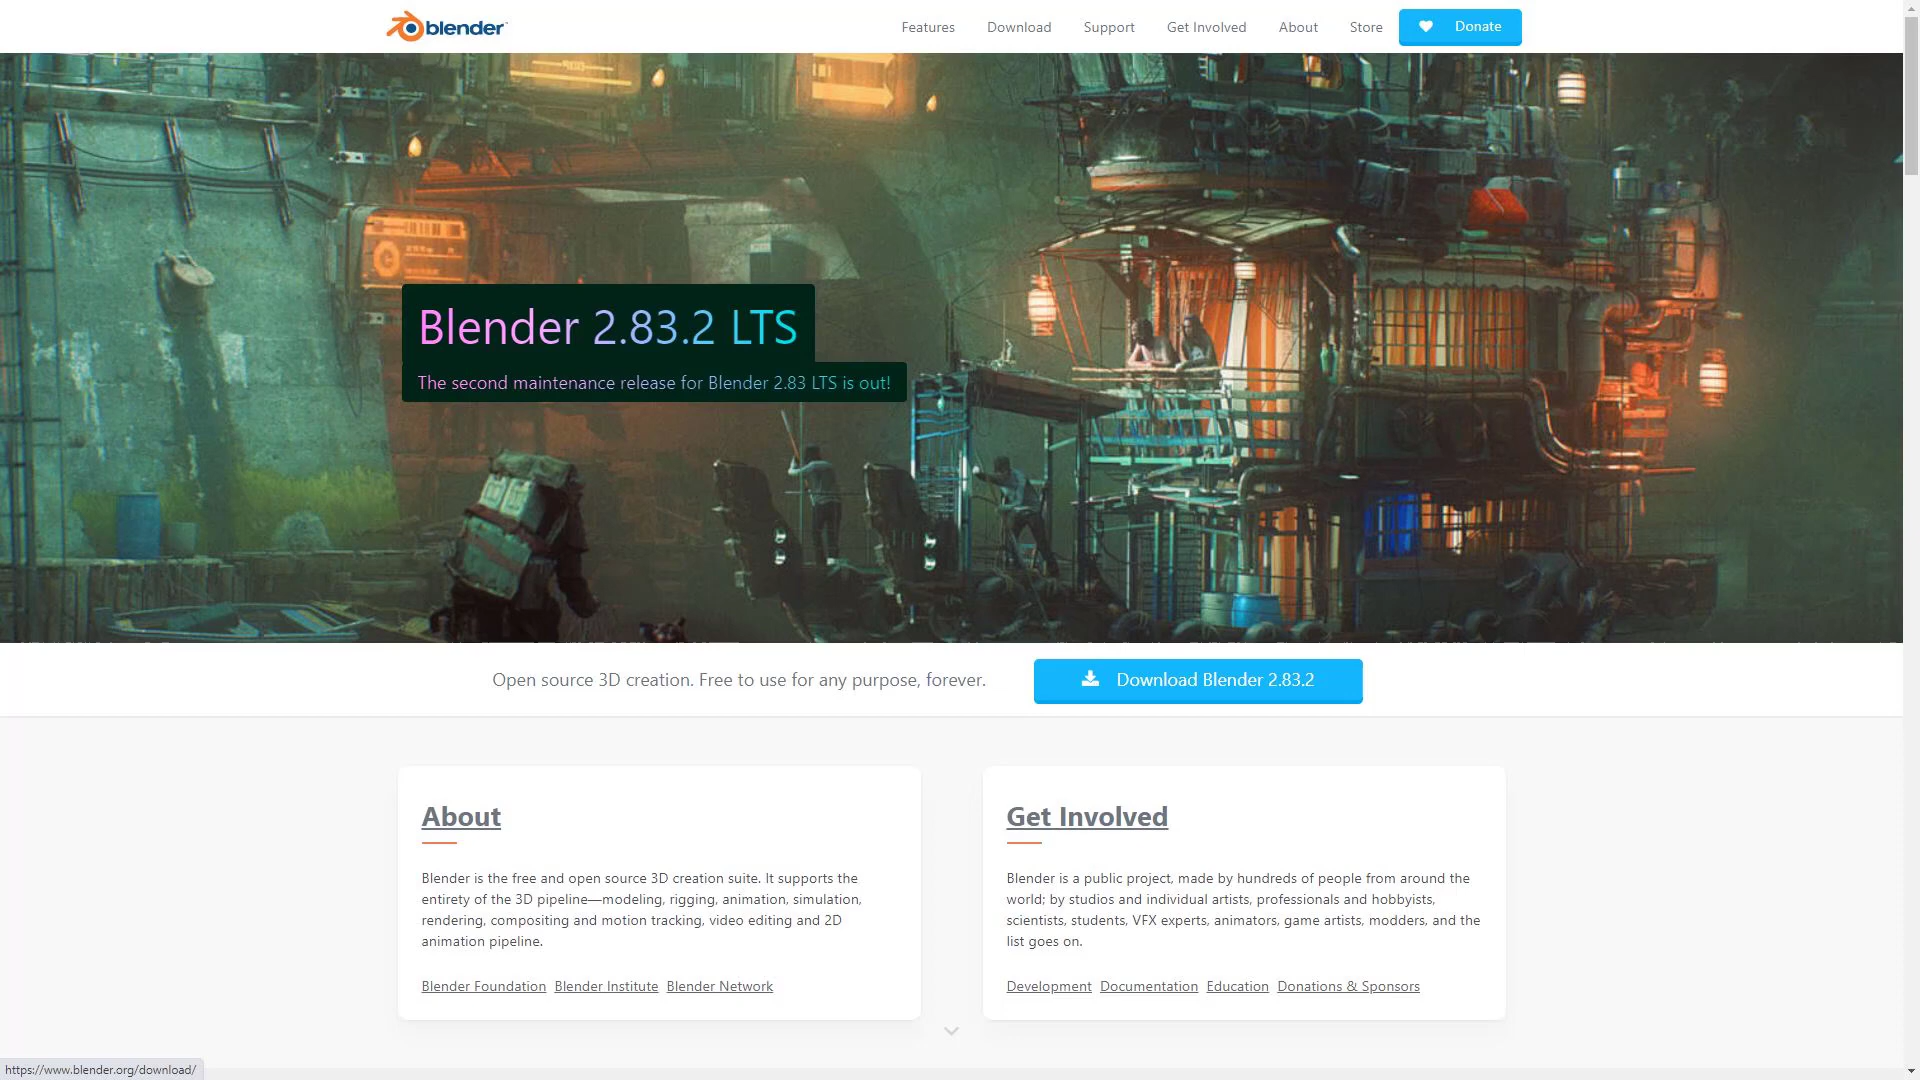 blender
Features Download Support Get Involved About Store Donate
Blender 2.83.2 LTS
The second maintenance release for Blender 2.83 LTS is out!
Open source 3D creation. Free to use for any purpose, forever.
Download Blender 2.83.2
About
Blender is the free and open source 3D creation suite. It supports the
entirety of the 3D pipeline—modeling, rigging, animation, simulation,
rendering, compositing and motion tracking, video editing and 2D
animation pipeline.
Blender Foundation Blender Institute Blender Network
Get Involved
Blender is a public project, made by hundreds of people from around the
world; by studios and individual artists, professionals and hobbyists,
scientists, students, VFX experts, animators, game artists, modders, and the
list goes on.
Development Documentation Education Donations & Sponsors
https://www.blender.org/download/